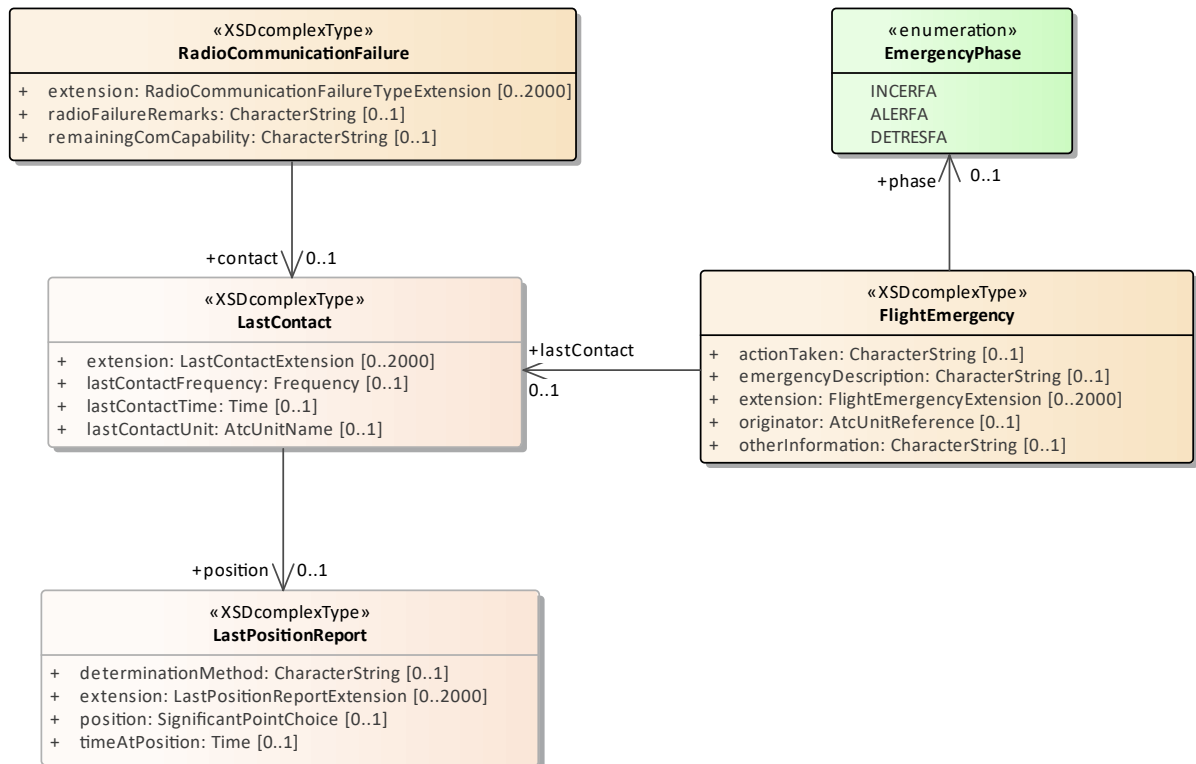 «XSDcomplexType»
RadioCommunicationFailure
+ extension: RadioCommunicationFailureTypeExtension [0..2000]
+ radioFailureRemarks: CharacterString [0..1]
+ remainingComCapability: CharacterString [0..1]
«enumeration»
EmergencyPhase
INCERFA
ALERFA
DETRESFA
+phase 0..1
+contact 0..1
«XSDcomplexType»
LastContact
+ extension: LastContactExtension [0..2000]
+ lastContactFrequency: Frequency [0..1]
+ lastContactTime: Time [0..1]
+ lastContactUnit: AtcUnitName [0..1]
+lastContact
0..1
«XSDcomplexType»
FlightEmergency
+ actionTaken: CharacterString [0..1]
+ emergencyDescription: CharacterString [0..1]
+ extension: FlightEmergencyExtension [0..2000]
+ originator: AtcUnitReference [0..1]
+ otherInformation: CharacterString [0..1]
+position 0..1
«XSDcomplexType»
LastPositionReport
+ determinationMethod: CharacterString [0..1]
+ extension: LastPositionReportExtension [0..2000]
+ position: SignificantPointChoice [0..1]
+ timeAtPosition: Time [0..1]